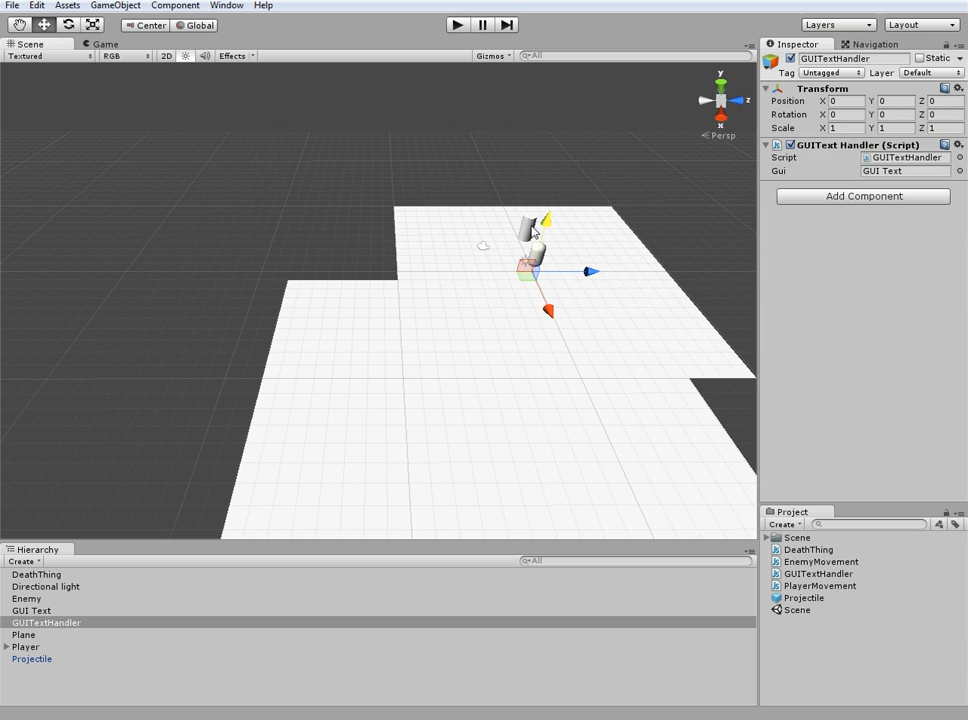 File Edit Assets GameObject Component Window Help
Center Global Layers Layout
Scene Game Inspector Navigation
Textured RGB 2D Effects Gizmos All
GUITextHandler Static
Tag Untagged Layer Default
Transform
Position X 0 Y 0 Z 0
Rotation X 0 Y 0 Z 0
Scale X 1 Y 1 Z 1
GUIText Handler (Script)
Script GUITextHandler
Gui GUI Text
Add Component
y
z
x
Persp
Hierarchy
Create All
DeathThing
Directional light
Enemy
GUI Text
GUITextHandler
Plane
Player
Projectile
Project
Create
Scene
DeathThing
EnemyMovement
GUITextHandler
PlayerMovement
Projectile
Scene